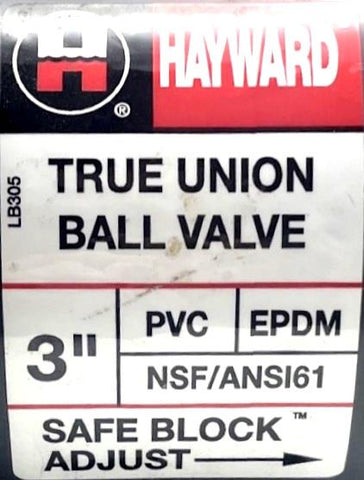 H ®
HAYWARD
LB305
TRUE UNION
BALL VALVE
3"
PVC
EPDM
NSF/ANSI61
SAFE BLOCK™
ADJUST